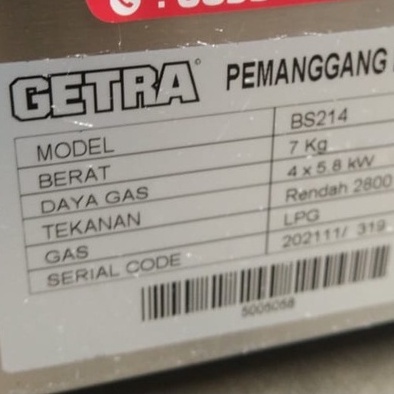 GETRA® PEMANGGANG
MODEL BS214
BERAT 7 Kg
DAYA GAS 4 x 5.8 kW
TEKANAN Rendah 2800
GAS LPG
SERIAL CODE 202111/ 319
5005058